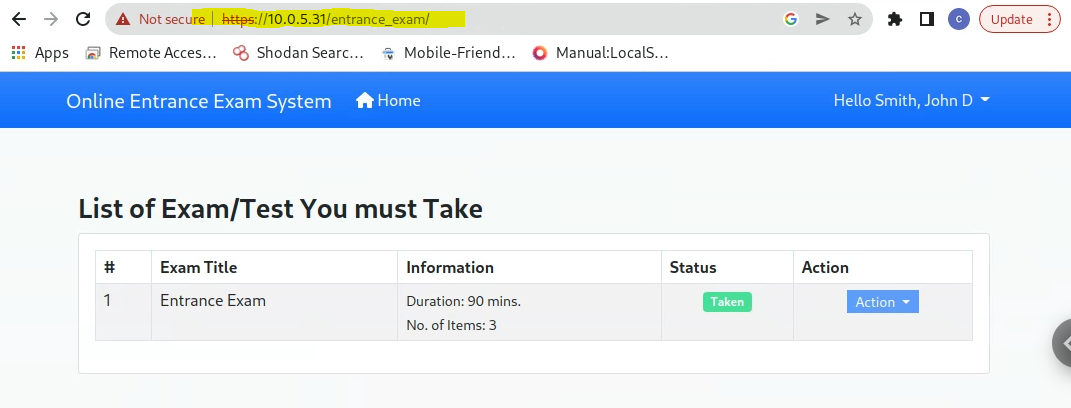 Not secure | https://10.0.5.31/entrance_exam/ G C Update
Apps Remote Acces... Shodan Searc... Mobile-Friend... Manual:LocalS...
Online Entrance Exam System Home Hello Smith, John D
List of Exam/Test You must Take
# Exam Title Information Status Action
1 Entrance Exam Duration: 90 mins. Taken Action
No. of Items: 3